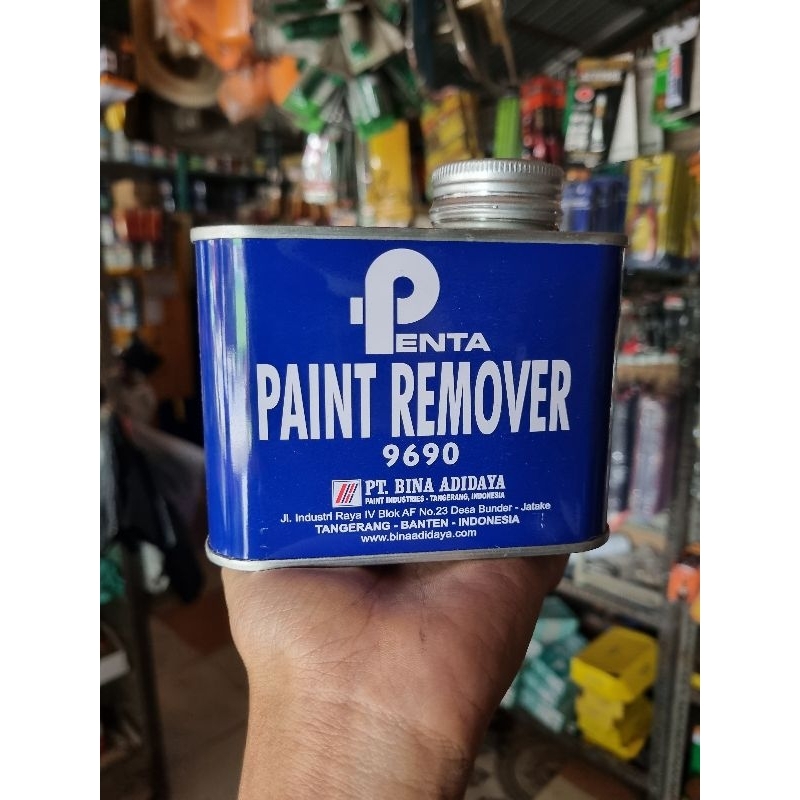 PENTA
PAINT REMOVER
9690
PT. BINA ADIDAYA
PAINT INDUSTRIES - TANGERANG, INDONESIA
Jl. Industri Raya IV Blok AF No.23 Desa Bunder - Jatake
TANGERANG - BANTEN - INDONESIA
www.binaadidaya.com